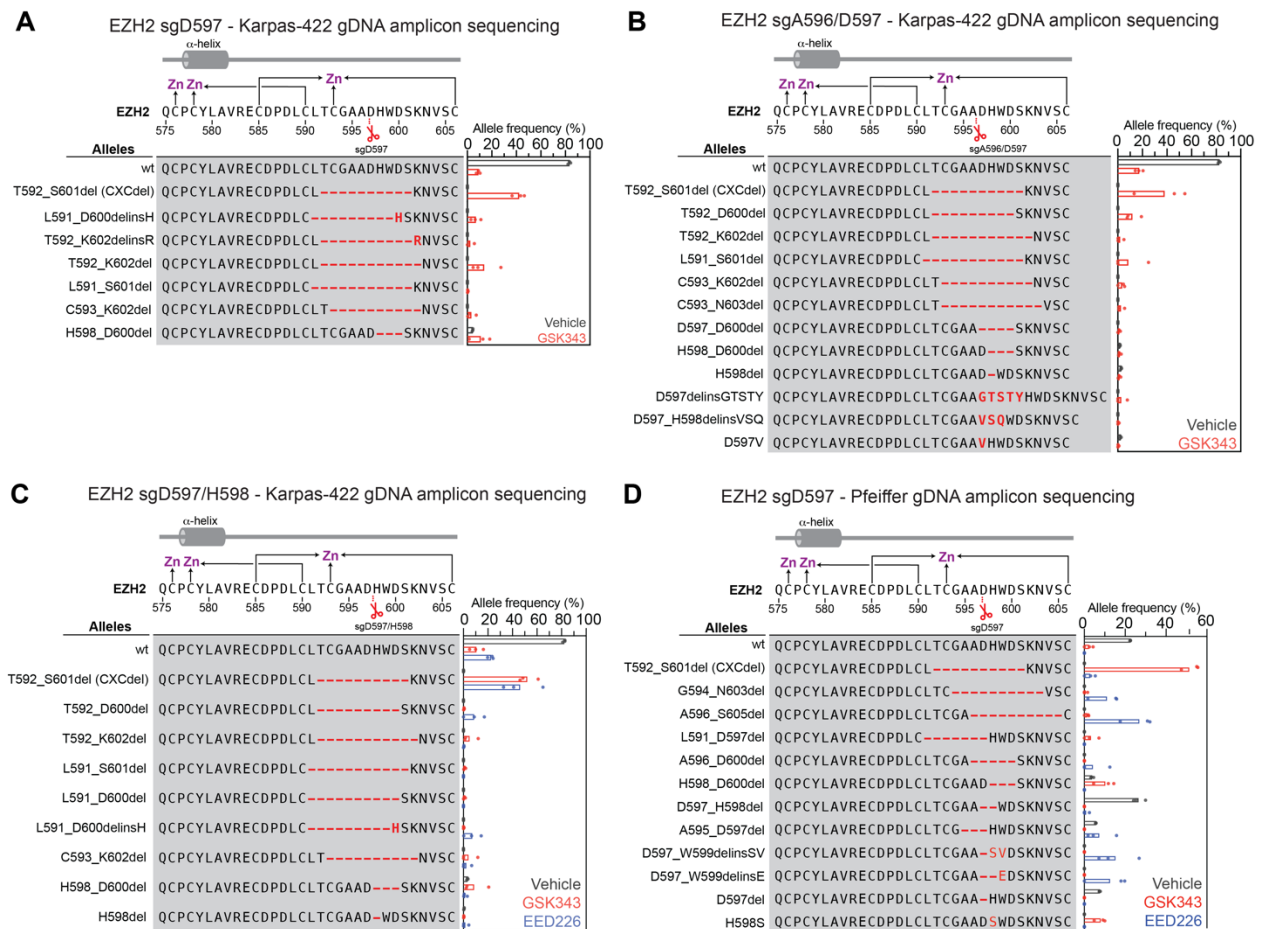 A
EZH2 sgD597 - Karpas-422 gDNA amplicon sequencing
α-helix
Zn Zn Zn
EZH2 QCPCYLAVRECDPDLCLTCGAADHWDSKNVSC
575 580 585 590 595 600 605
sgD597
Allele frequency (%)
Alleles 0 20 40 60 80 100
wt QCPCYLAVRECDPDLCLTCGAADHWDSKNVSC
T592_S601del (CXCdel) QCPCYLAVRECDPDLCL----------KNVSC
L591_D600delinsH QCPCYLAVRECDPDLC---------HSKNVSC
T592_K602delinsR QCPCYLAVRECDPDLCL----------RNVSC
T592_K602del QCPCYLAVRECDPDLCL-----------NVSC
L591_S601del QCPCYLAVRECDPDLC-----------KNVSC
C593_K602del QCPCYLAVRECDPDLCLT----------NVSC
H598_D600del QCPCYLAVRECDPDLCLTCGAAD---SKNVSC
Vehicle
GSK343
B
EZH2 sgA596/D597 - Karpas-422 gDNA amplicon sequencing
α-helix
Zn Zn Zn
EZH2 QCPCYLAVRECDPDLCLTCGAADHWDSKNVSC
575 580 585 590 595 600 605
sgA596/D597
Allele frequency (%)
Alleles 0 20 40 60 80 100
wt QCPCYLAVRECDPDLCLTCGAADHWDSKNVSC
T592_S601del (CXCdel) QCPCYLAVRECDPDLCL----------KNVSC
T592_D600del QCPCYLAVRECDPDLCL---------SKNVSC
T592_K602del QCPCYLAVRECDPDLCL-----------NVSC
L591_S601del QCPCYLAVRECDPDLC-----------KNVSC
C593_K602del QCPCYLAVRECDPDLCLT----------NVSC
C593_N603del QCPCYLAVRECDPDLCLT-----------VSC
D597_D600del QCPCYLAVRECDPDLCLTCGAA----SKNVSC
H598_D600del QCPCYLAVRECDPDLCLTCGAAD---SKNVSC
H598del QCPCYLAVRECDPDLCLTCGAAD-WDSKNVSC
D597delinsGTSTY QCPCYLAVRECDPDLCLTCGAAGTSTYHWDSKNVSC
D597_H598delinsVSQ QCPCYLAVRECDPDLCLTCGAAVSQWDSKNVSC
D597V QCPCYLAVRECDPDLCLTCGAAVHWDSKNVSC
Vehicle
GSK343
C
EZH2 sgD597/H598 - Karpas-422 gDNA amplicon sequencing
α-helix
Zn Zn Zn
EZH2 QCPCYLAVRECDPDLCLTCGAADHWDSKNVSC
575 580 585 590 595 600 605
sgD597/H598
Allele frequency (%)
Alleles 0 20 40 60 80 100
wt QCPCYLAVRECDPDLCLTCGAADHWDSKNVSC
T592_S601del (CXCdel) QCPCYLAVRECDPDLCL----------KNVSC
T592_D600del QCPCYLAVRECDPDLCL---------SKNVSC
T592_K602del QCPCYLAVRECDPDLCL-----------NVSC
L591_S601del QCPCYLAVRECDPDLC-----------KNVSC
L591_D600del QCPCYLAVRECDPDLC----------SKNVSC
L591_D600delinsH QCPCYLAVRECDPDLC---------HSKNVSC
C593_K602del QCPCYLAVRECDPDLCLT----------NVSC
H598_D600del QCPCYLAVRECDPDLCLTCGAAD---SKNVSC
H598del QCPCYLAVRECDPDLCLTCGAAD-WDSKNVSC
Vehicle
GSK343
EED226
D
EZH2 sgD597 - Pfeiffer gDNA amplicon sequencing
α-helix
Zn Zn Zn
EZH2 QCPCYLAVRECDPDLCLTCGAADHWDSKNVSC
575 580 585 590 595 600 605
sgD597
Allele frequency (%)
Alleles 0 20 40 60
wt QCPCYLAVRECDPDLCLTCGAADHWDSKNVSC
T592_S601del (CXCdel) QCPCYLAVRECDPDLCL----------KNVSC
G594_N603del QCPCYLAVRECDPDLCLTC----------VSC
A596_S605del QCPCYLAVRECDPDLCLTCGA----------C
L591_D597del QCPCYLAVRECDPDLC-------HWDSKNVSC
A596_D600del QCPCYLAVRECDPDLCLTCGA-----SKNVSC
H598_D600del QCPCYLAVRECDPDLCLTCGAAD---SKNVSC
D597_H598del QCPCYLAVRECDPDLCLTCGAA--WDSKNVSC
A595_D597del QCPCYLAVRECDPDLCLTCG---HWDSKNVSC
D597_W599delinsSV QCPCYLAVRECDPDLCLTCGAA-SVDSKNVSC
D597_W599delinsE QCPCYLAVRECDPDLCLTCGAA--EDSKNVSC
D597del QCPCYLAVRECDPDLCLTCGAA-HWDSKNVSC
H598S QCPCYLAVRECDPDLCLTCGAADSWDSKNVSC
Vehicle
GSK343
EED226